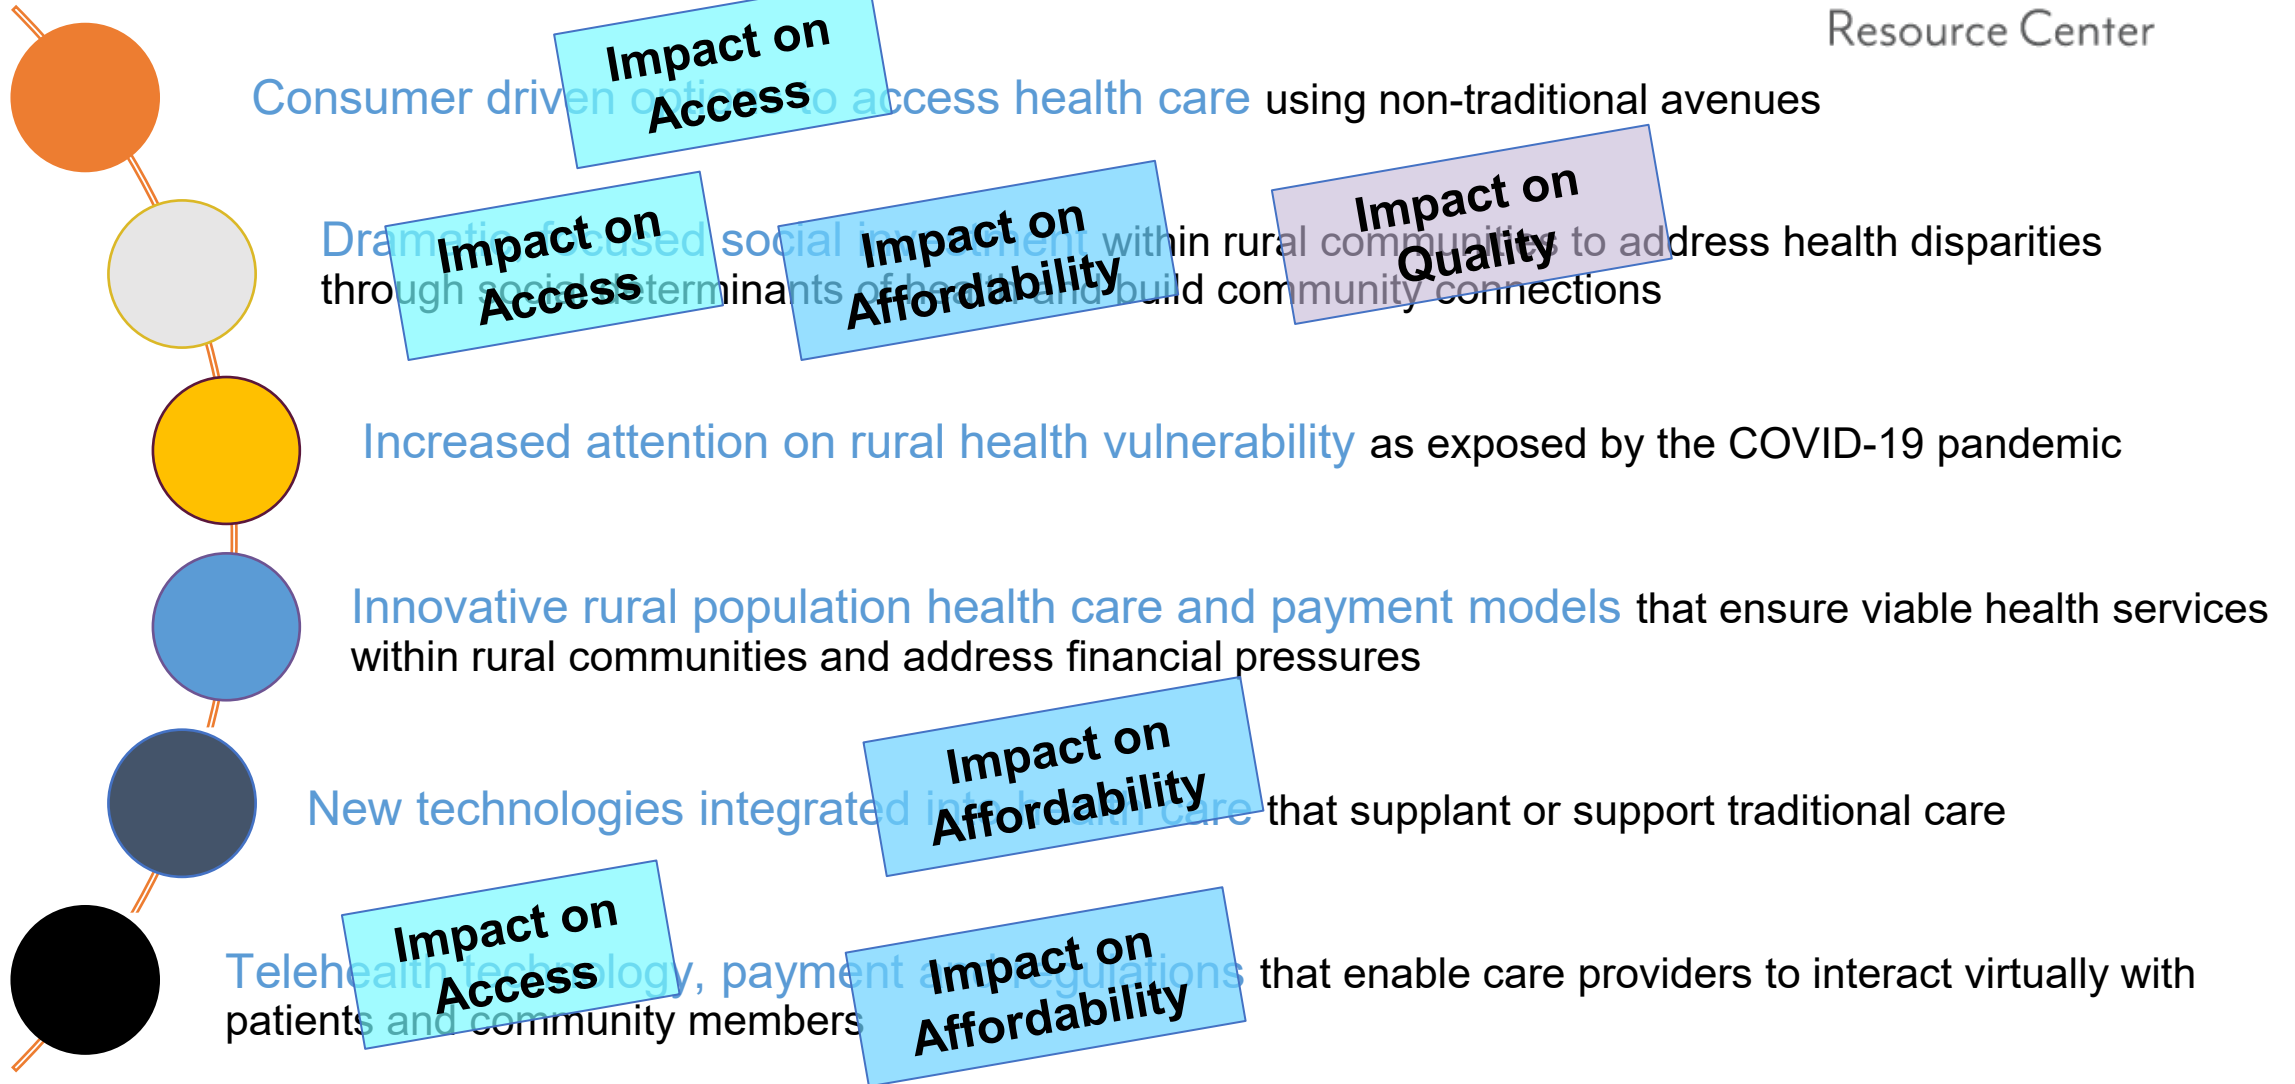 Resource Center
Impact on
Access
Consumer driven options to access health care using non-traditional avenues
Impact on
Access
Impact on
Affordability
Impact on
Quality
Dramatic, focused social investment within rural communities to address health disparities
through social determinants of health and build community connections
Increased attention on rural health vulnerability as exposed by the COVID-19 pandemic
Innovative rural population health care and payment models that ensure viable health services
within rural communities and address financial pressures
Impact on
Affordability
New technologies integrated into health care that supplant or support traditional care
Impact on
Access
Impact on
Affordability
Telehealth technology, payment and regulations that enable care providers to interact virtually with
patients and community members